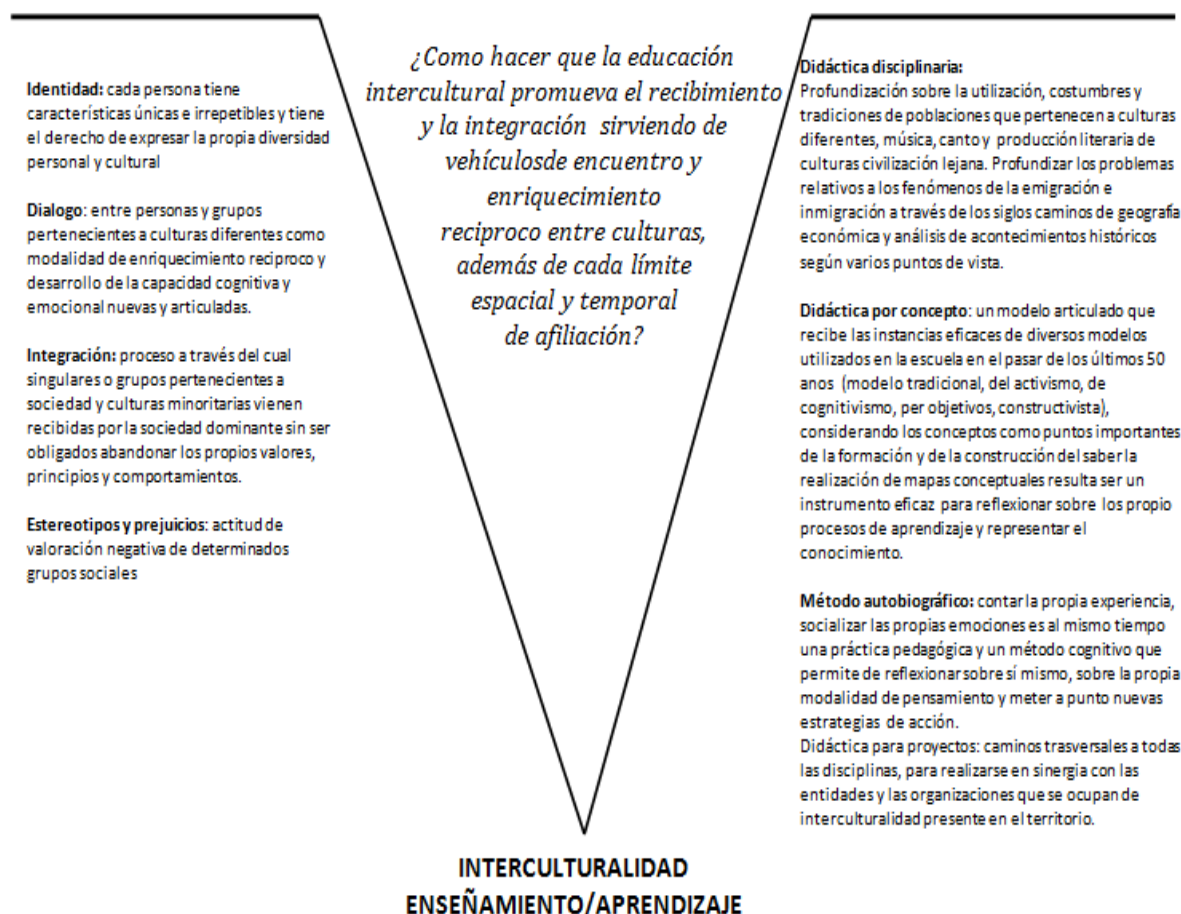 Identidad: cada persona tiene
características únicas e irrepetibles y tiene
el derecho de expresar la propia diversidad
personal y cultural
Dialogo: entre personas y grupos
pertenecientes a culturas diferentes como
modalidad de enriquecimiento reciproco y
desarrollo de la capacidad cognitiva y
emocional nuevas y articuladas.
Integración: proceso a través del cual
singulares o grupos pertenecientes a
sociedad y culturas minoritarias vienen
recibidas por la sociedad dominante sin ser
obligados abandonar los propios valores,
principios y comportamientos.
Estereotipos y prejuicios: actitud de
valoración negativa de determinados
grupos sociales
¿Como hacer que la educación
intercultural promueva el recibimiento
y la integración sirviendo de
vehículosde encuentro y
enriquecimiento
reciproco entre culturas,
además de cada límite
espacial y temporal
de afiliación?
Didáctica disciplinaria:
Profundización sobre la utilización, costumbres y
tradiciones de poblaciones que pertenecen a culturas
diferentes, música, canto y producción literaria de
culturas civilización lejana. Profundizar los problemas
relativos a los fenómenos de la emigración e
inmigración a través de los siglos caminos de geografía
económica y análisis de acontecimientos históricos
según varios puntos de vista.
Didáctica por concepto: un modelo articulado que
recibe las instancias eficaces de diversos modelos
utilizados en la escuela en el pasar de los últimos 50
anos (modelo tradicional, del activismo, de
cognitivismo, per objetivos, constructivista),
considerando los conceptos como puntos importantes
de la formación y de la construcción del saber la
realización de mapas conceptuales resulta ser un
instrumento eficaz para reflexionar sobre los propio
procesos de aprendizaje y representar el
conocimiento.
Método autobiográfico: contar la propia experiencia,
socializar las propias emociones es al mismo tiempo
una práctica pedagógica y un método cognitivo que
permite de reflexionar sobre sí mismo, sobre la propia
modalidad de pensamiento y meter a punto nuevas
estrategias de acción.
Didáctica para proyectos: caminos trasversales a todas
las disciplinas, para realizarse en sinergia con las
entidades y las organizaciones que se ocupan de
interculturalidad presente en el territorio.
INTERCULTURALIDAD
ENSEÑAMIENTO/APRENDIZAJE